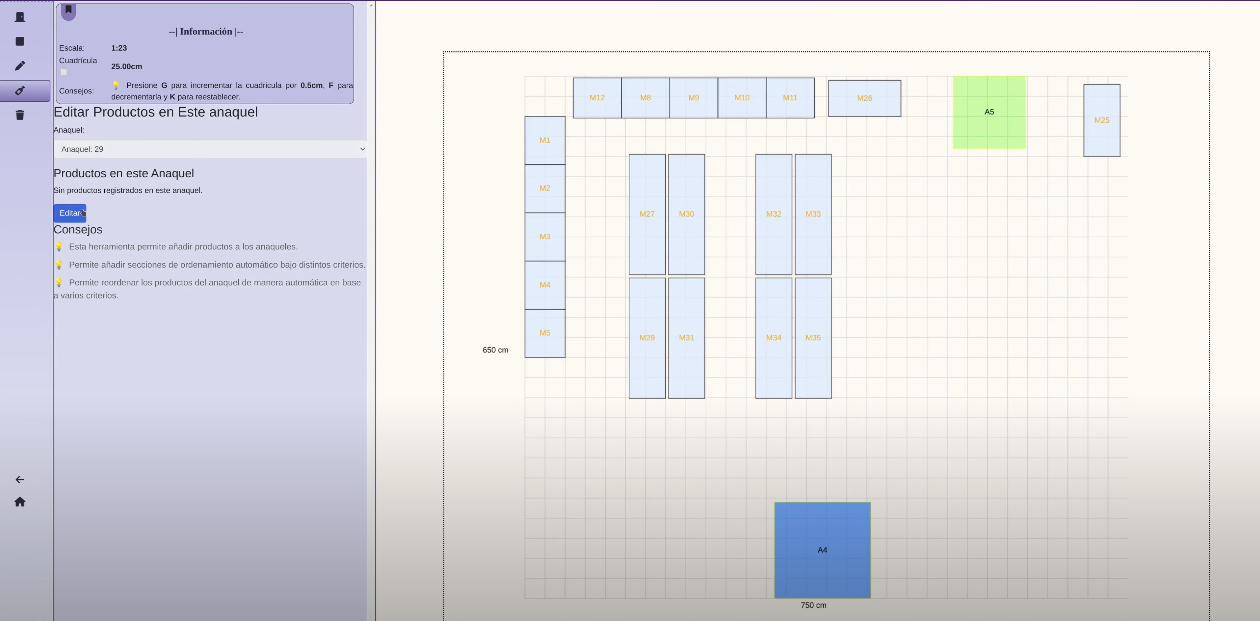 --| Información |--
Escala: 1:23
Cuadrícula 25.00cm
Consejos: 💡 Presione G para incrementar la cuadricula por 0.5cm, F para
decrementarla y K para reestablecer.
Editar Productos en Este anaquel
Anaquel:
Anaquel: 29
Productos en este Anaquel
Sin productos registrados en este anaquel.
Editar
Consejos
💡 Esta herramienta permite añadir productos a los anaqueles.
💡 Permite añadir secciones de ordenamiento automático bajo distintos criterios.
💡 Permite reordenar los productos del anaquel de manera automática en base
a varios criterios.
M12 M8 M9 M10 M11 M26 A5 M25
M1
M2
M3
M4
M5
M27 M30 M32 M33
M29 M31 M34 M35
650 cm
A4
750 cm